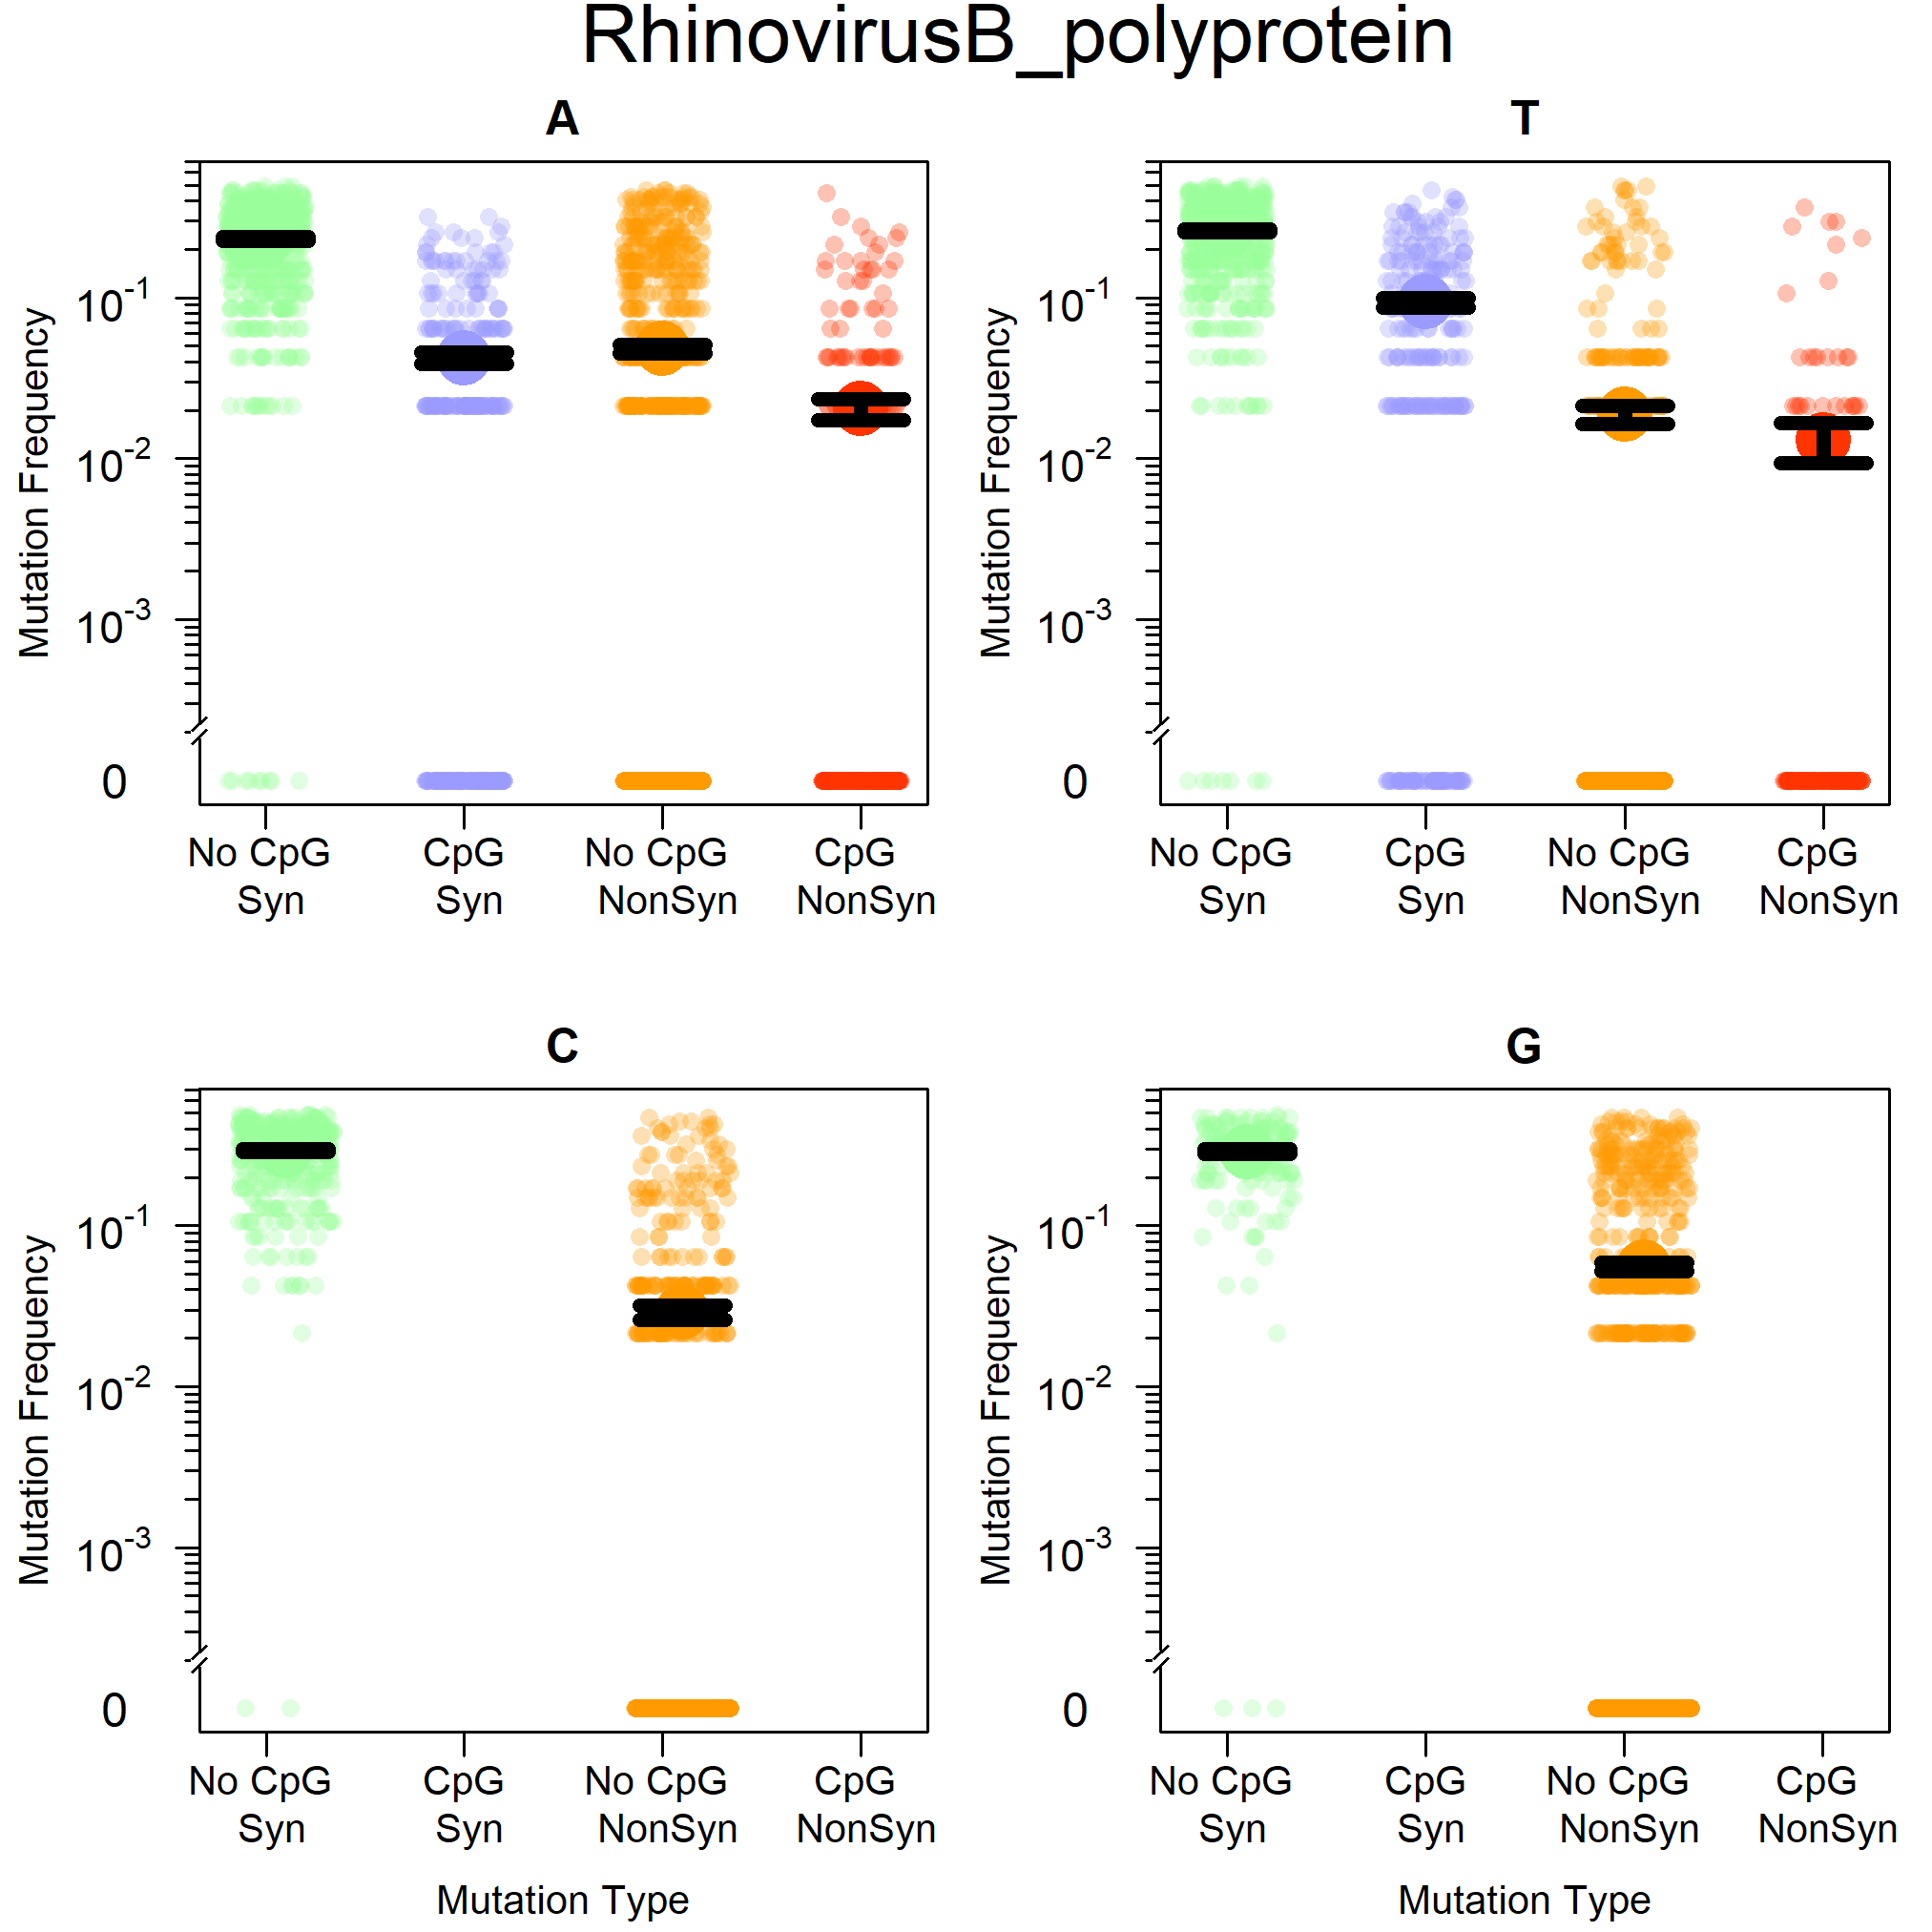 RhinovirusB_polyprotein
A
Mutation Frequency
10-1
10-2
10-3
0
No CpG Syn
CpG Syn
No CpG NonSyn
CpG NonSyn
T
Mutation Frequency
10-1
10-2
10-3
0
No CpG Syn
CpG Syn
No CpG NonSyn
CpG NonSyn
C
Mutation Frequency
10-1
10-2
10-3
0
No CpG Syn
CpG Syn
No CpG NonSyn
CpG NonSyn
Mutation Type
G
Mutation Frequency
10-1
10-2
10-3
0
No CpG Syn
CpG Syn
No CpG NonSyn
CpG NonSyn
Mutation Type